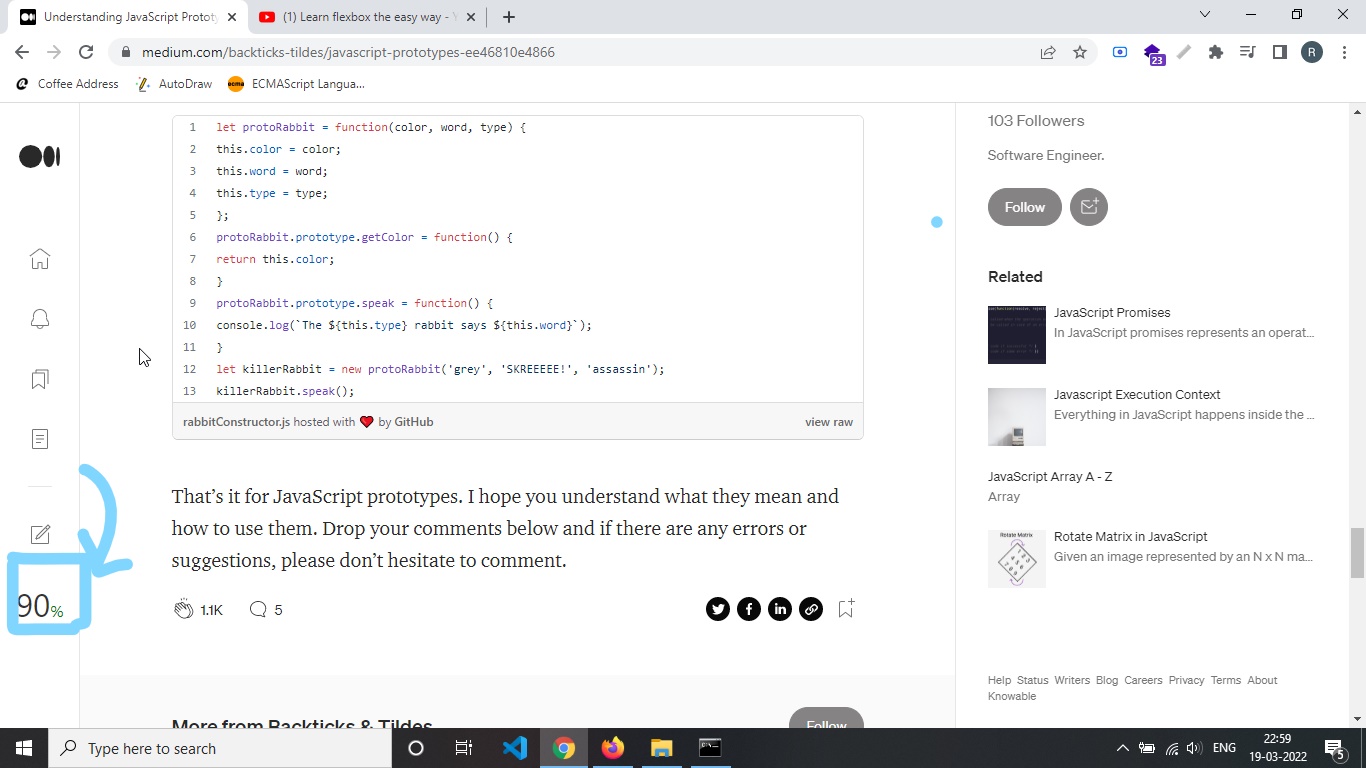 Understanding JavaScript Protot
(1) Learn flexbox the easy way - Y
medium.com/backticks-tildes/javascript-prototypes-ee46810e4866
23
R
a Coffee Address
AutoDraw
ecma ECMAScript Langua...
1 let protoRabbit = function(color, word, type) {
2 this.color = color;
3 this.word = word;
4 this.type = type;
5 };
6 protoRabbit.prototype.getColor = function() {
7 return this.color;
8 }
9 protoRabbit.prototype.speak = function() {
10 console.log(`The ${this.type} rabbit says ${this.word}`);
11 }
12 let killerRabbit = new protoRabbit('grey', 'SKREEEEE!', 'assassin');
13 killerRabbit.speak();
rabbitConstructor.js hosted with ❤ by GitHub
view raw
That’s it for JavaScript prototypes. I hope you understand what they mean and
how to use them. Drop your comments below and if there are any errors or
suggestions, please don’t hesitate to comment.
1.1K
5
90%
More from Backticks & Tildes
Follow
103 Followers
Software Engineer.
Follow
Related
JavaScript Promises
In JavaScript promises represents an operat...
Javascript Execution Context
Everything in JavaScript happens inside the ...
JavaScript Array A - Z
Array
Rotate Matrix
Rotate Matrix in JavaScript
Given an image represented by an N x N ma...
Help Status Writers Blog Careers Privacy Terms About
Knowable
Type here to search
ENG
22:59
19-03-2022
5